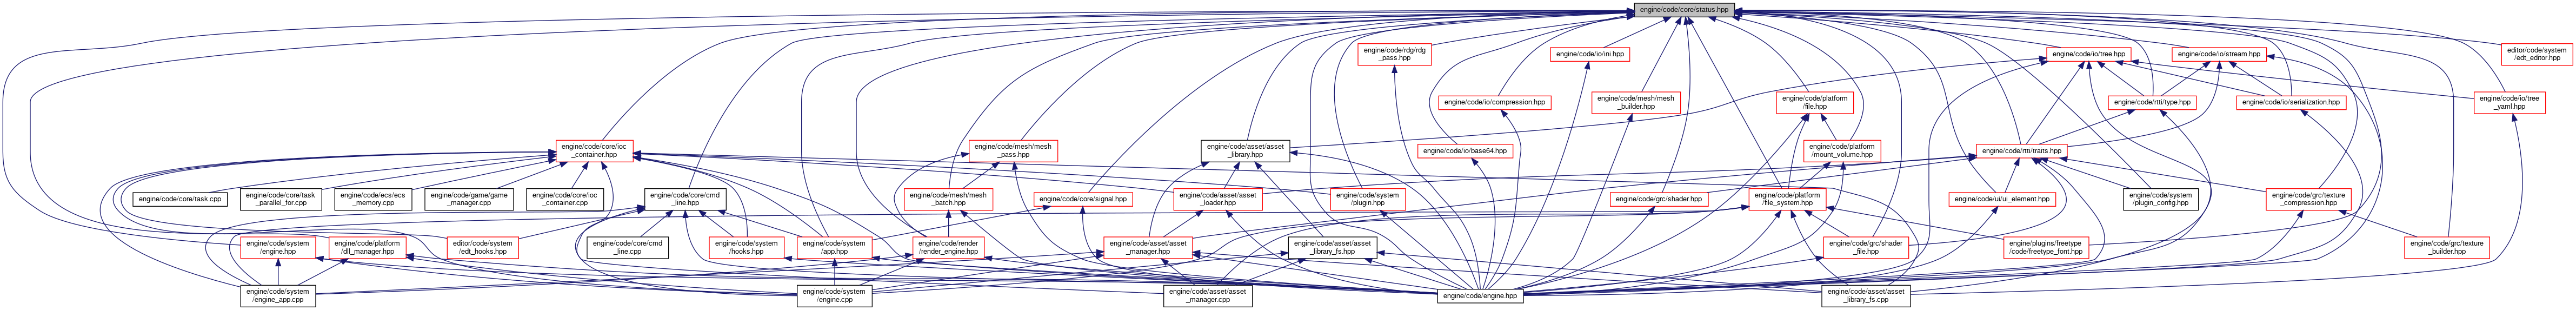 engine/code/core/status.hpp
engine/code/rdg/rdg
_pass.hpp
engine/code/io/ini.hpp
engine/code/io/tree.hpp
engine/code/io/stream.hpp
editor/code/system
/edt_editor.hpp
engine/code/io/compression.hpp
engine/code/mesh/mesh
_builder.hpp
engine/code/platform
/file.hpp
engine/code/rtti/type.hpp
engine/code/io/serialization.hpp
engine/code/io/tree
_yaml.hpp
engine/code/core/ioc
_container.hpp
engine/code/mesh/mesh
_pass.hpp
engine/code/asset/asset
_library.hpp
engine/code/io/base64.hpp
engine/code/platform
/mount_volume.hpp
engine/code/rtti/traits.hpp
engine/code/core/task.cpp
engine/code/core/task
_parallel_for.cpp
engine/code/ecs/ecs
_memory.cpp
engine/code/game/game
_manager.cpp
engine/code/core/ioc
_container.cpp
engine/code/core/cmd
_line.hpp
engine/code/mesh/mesh
_batch.hpp
engine/code/core/signal.hpp
engine/code/asset/asset
_loader.hpp
engine/code/system
/plugin.hpp
engine/code/grc/shader.hpp
engine/code/platform
/file_system.hpp
engine/code/ui/ui_element.hpp
engine/code/system
/plugin_config.hpp
engine/code/grc/texture
_compression.hpp
engine/code/system
/engine.hpp
engine/code/platform
/dll_manager.hpp
editor/code/system
/edt_hooks.hpp
engine/code/core/cmd
_line.cpp
engine/code/system
/hooks.hpp
engine/code/system
/app.hpp
engine/code/render
/render_engine.hpp
engine/code/asset/asset
_manager.hpp
engine/code/asset/asset
_library_fs.hpp
engine/code/grc/shader
_file.hpp
engine/plugins/freetype
/code/freetype_font.hpp
engine/code/grc/texture
_builder.hpp
engine/code/system
/engine_app.cpp
engine/code/system
/engine.cpp
engine/code/asset/asset
_manager.cpp
engine/code/engine.hpp
engine/code/asset/asset
_library_fs.cpp